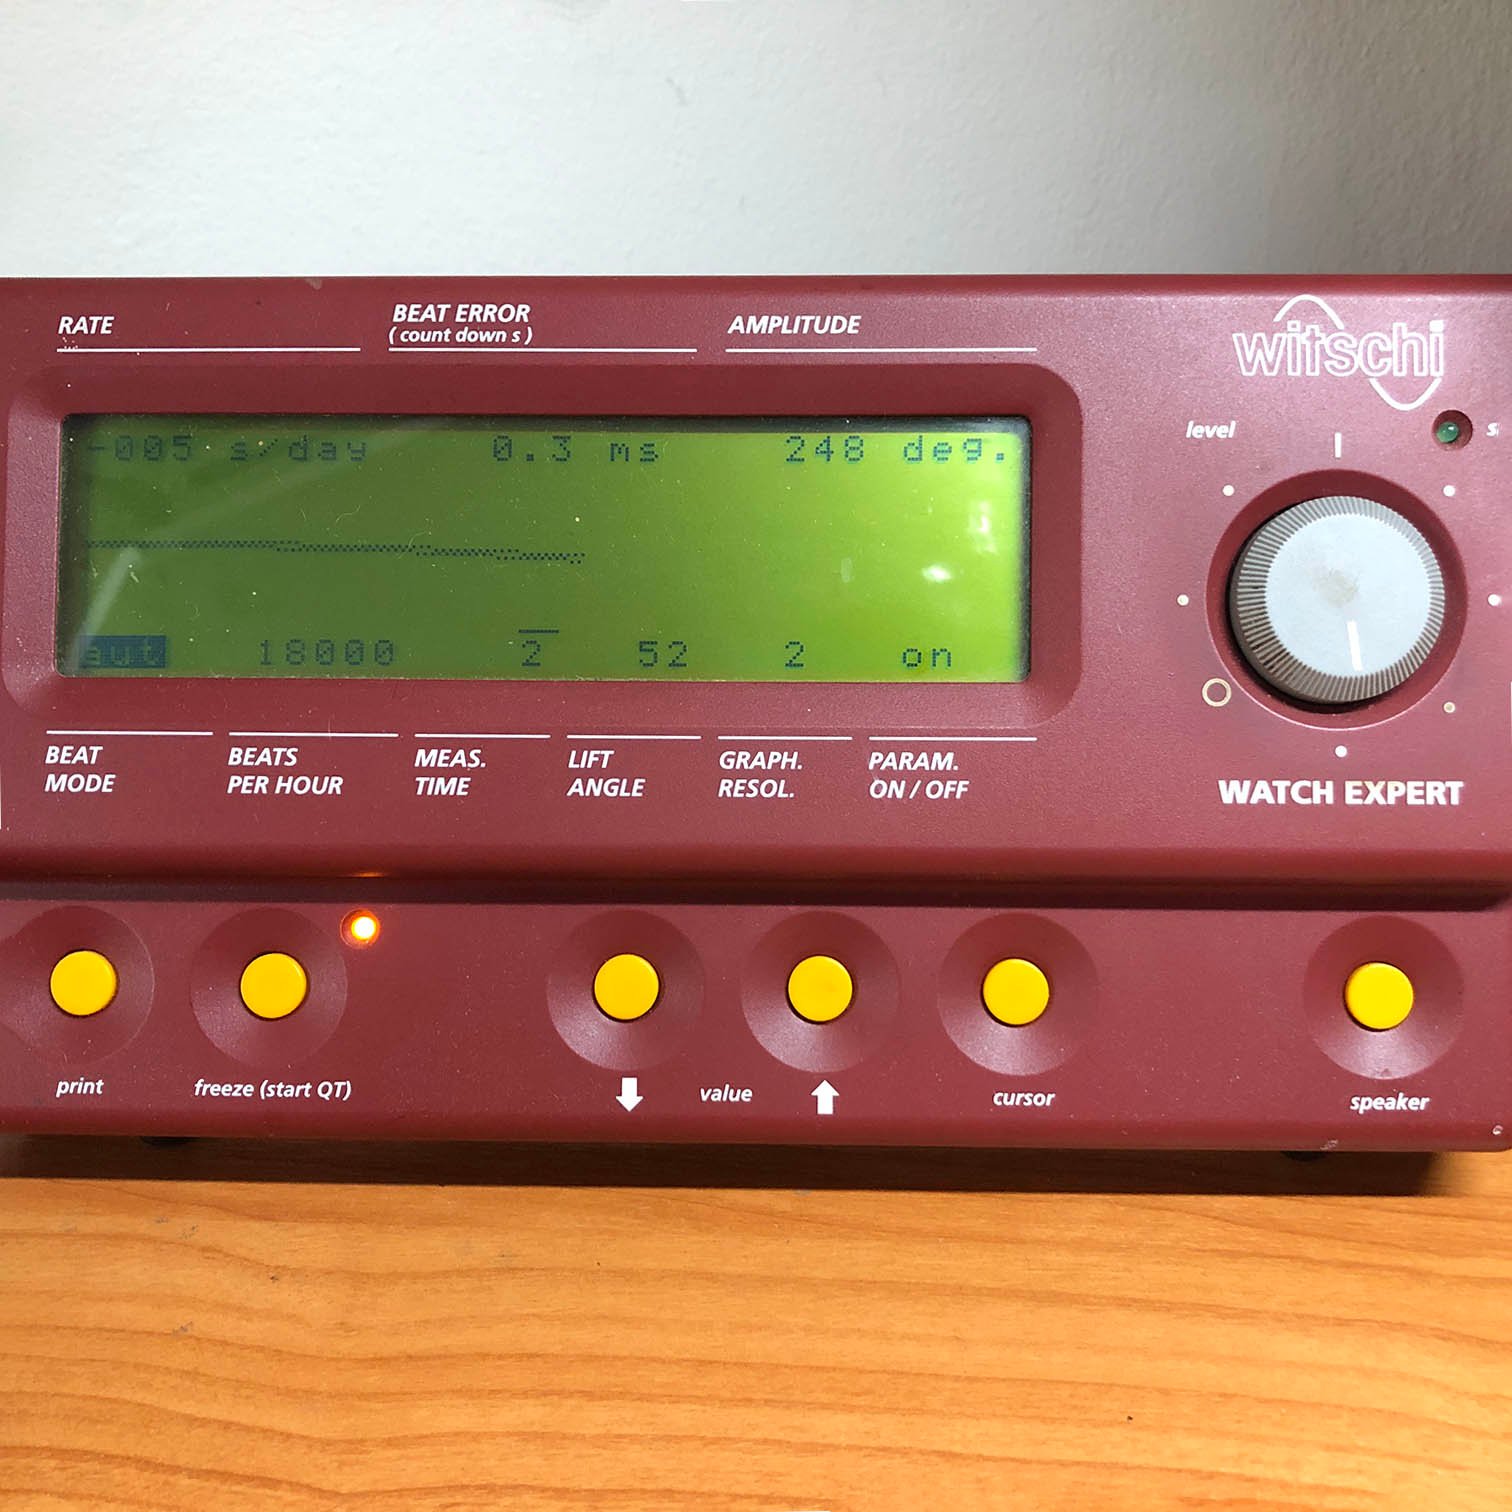 RATE BEAT ERROR AMPLITUDE
(count down s)
witschi
level
-005 s/day 0.3 ms 248 deg.
aut 18000 2 52 2 on
BEAT MODE BEATS PER HOUR MEAS. TIME LIFT ANGLE GRAPH. RESOL. PARAM. ON / OFF
WATCH EXPERT
print freeze (start QT) value cursor speaker